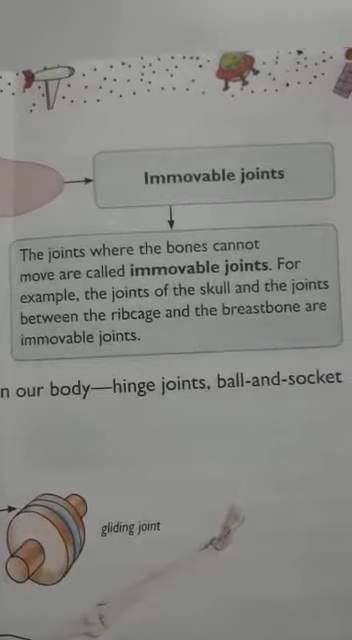 Immovable joints
The joints where the bones cannot
move are called immovable joints. For
example, the joints of the skull and the joints
between the ribcage and the breastbone are
immovable joints.
n our body—hinge joints, ball-and-socket
gliding joint